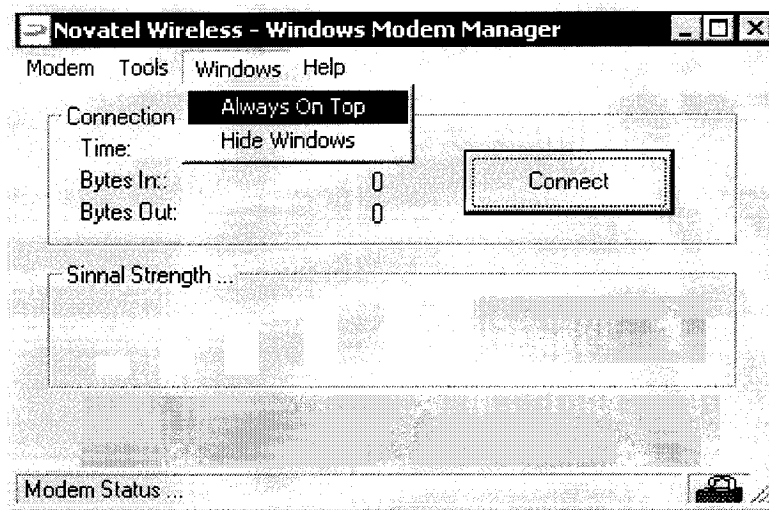 Novatel Wireless - Windows Modem Manager
Modem Tools Windows Help
Always On Top
Hide Windows
Connection
Time:
Bytes In:: 0
Bytes Out: 0
Connect
Sinnal Strength ...
Modem Status ...